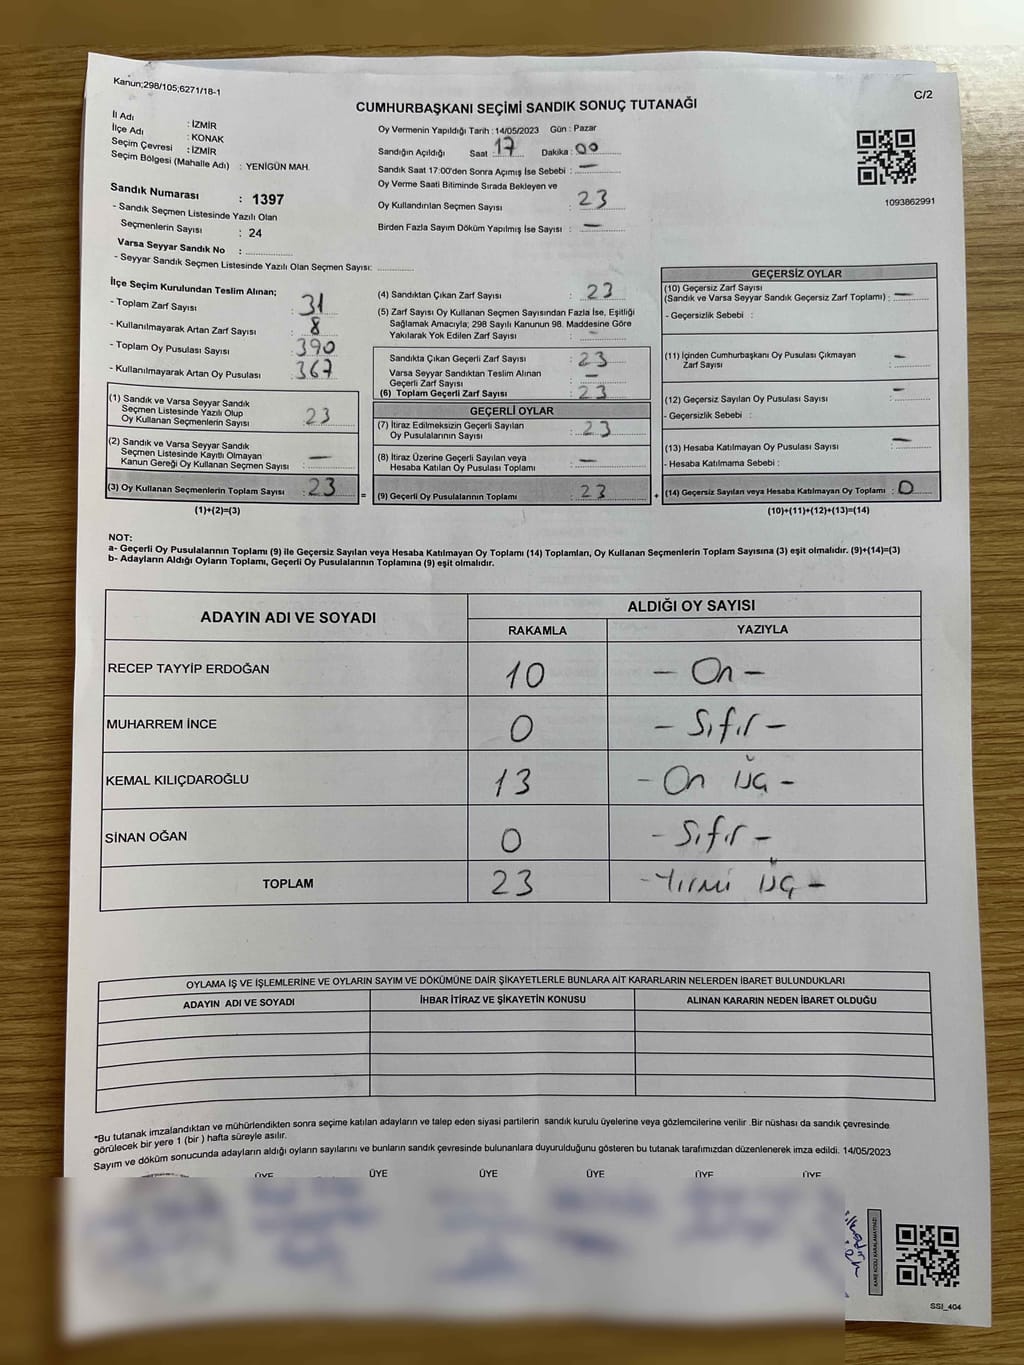 Kanun;298/105;6271/18-1
C/2
CUMHURBAŞKANI SEÇİMİ SANDIK SONUÇ TUTANAĞI
İl Adı : İZMİR
İlçe Adı : KONAK
Seçim Çevresi : İZMİR
Seçim Bölgesi (Mahalle Adı) : YENİGÜN MAH.
Sandık Numarası : 1397
- Sandık Seçmen Listesinde Yazılı Olan
Seçmenlerin Sayısı : 24
Varsa Seyyar Sandık No :
- Seyyar Sandık Seçmen Listesinde Yazılı Olan Seçmen Sayısı:
Oy Vermenin Yapıldığı Tarih : 14/05/2023 Gün : Pazar
Sandığın Açıldığı Saat : 17 Dakika : 00
Sandık Saat 17:00'den Sonra Açımış İse Sebebi : —
Oy Verme Saati Bitiminde Sırada Bekleyen ve
Oy Kullandırılan Seçmen Sayısı : 23
Birden Fazla Sayım Döküm Yapılmış İse Sayısı : —
1093862991
İlçe Seçim Kurulundan Teslim Alınan;
- Toplam Zarf Sayısı : 31
- Kullanılmayarak Artan Zarf Sayısı : 8
- Toplam Oy Pusulası Sayısı : 390
- Kullanılmayarak Artan Oy Pusulası : 367
(1) Sandık ve Varsa Seyyar Sandık
Seçmen Listesinde Yazılı Olup
Oy Kullanan Seçmen Sayısı : 23
(2) Sandık ve Varsa Seyyar Sandık
Seçmen Listesinde Kayıtlı Olmayan
Kanun Gereği Oy Kullanan Seçmen Sayısı : —
(3) Oy Kullanan Seçmenlerin Toplam Sayısı : 23 =
(1)+(2)=(3)
(4) Sandıktan Çıkan Zarf Sayısı : 23
(5) Zarf Sayısı Oy Kullanan Seçmen Sayısından Fazla İse, Eşitliği
Sağlamak Amacıyla; 298 Sayılı Kanunun 98. Maddesine Göre
Yakılarak Yok Edilen Zarf Sayısı : —
Sandıkta Çıkan Geçerli Zarf Sayısı : 23
Varsa Seyyar Sandıktan Teslim Alınan
Geçerli Zarf Sayısı : —
(6) Toplam Geçerli Zarf Sayısı : 23
GEÇERLİ OYLAR
(7) İtiraz Edilmeksizin Geçerli Sayılan
Oy Pusulalarının Sayısı : 23
(8) İtiraz Üzerine Geçerli Sayılan veya
Hesaba Katılan Oy Pusulası Toplamı : —
(9) Geçerli Oy Pusulalarının Toplamı : 23 +
GEÇERSİZ OYLAR
(10) Geçersiz Zarf Sayısı
(Sandık ve Varsa Seyyar Sandık Geçersiz Zarf Toplamı) : —
- Geçersizlik Sebebi :
(11) İçinden Cumhurbaşkanı Oy Pusulası Çıkmayan
Zarf Sayısı : —
(12) Geçersiz Sayılan Oy Pusulası Sayısı : —
- Geçersizlik Sebebi :
(13) Hesaba Katılmayan Oy Pusulası Sayısı : —
- Hesaba Katılmama Sebebi :
(14) Geçersiz Sayılan veya Hesaba Katılmayan Oy Toplamı : 0
(10)+(11)+(12)+(13)=(14)
NOT:
a- Geçerli Oy Pusulalarının Toplamı (9) ile Geçersiz Sayılan veya Hesaba Katılmayan Oy Toplamı (14) Toplamları, Oy Kullanan Seçmenlerin Toplam Sayısına (3) eşit olmalıdır. (9)+(14)=(3)
b- Adayların Aldığı Oyların Toplamı, Geçerli Oy Pusulalarının Toplamına (9) eşit olmalıdır.
ADAYIN ADI VE SOYADI
ALDIĞI OY SAYISI
RAKAMLA YAZIYLA
RECEP TAYYİP ERDOĞAN 10 - On -
MUHARREM İNCE 0 - Sıfır -
KEMAL KILIÇDAROĞLU 13 - On üç -
SİNAN OĞAN 0 - Sıfır -
TOPLAM 23 - Yirmi üç -
OYLAMA İŞ VE İŞLEMLERİNE VE OYLARIN SAYIM VE DÖKÜMÜNE DAİR ŞİKAYETLERLE BUNLARA AİT KARARLARIN NELERDEN İBARET BULUNDUKLARI
ADAYIN ADI VE SOYADI İHBAR İTİRAZ VE ŞİKAYETİN KONUSU ALINAN KARARIN NEDEN İBARET OLDUĞU
*Bu tutanak imzalandıktan ve mühürlendikten sonra seçime katılan adayların ve talep eden siyasi partilerin sandık kurulu üyelerine veya gözlemcilerine verilir .Bir nüshası da sandık çevresinde
görülecek bir yere 1 (bir ) hafta süreyle asılır.
Sayım ve döküm sonucunda adayların aldığı oyların sayılarını ve bunların sandık çevresinde bulunanlara duyurulduğunu gösteren bu tutanak tarafımızdan düzenlenerek imza edildi. 14/05/2023
ÜYE ÜYE ÜYE ÜYE ÜYE ÜYE
KARE KODU KARALAMAYINIZ!
SSI_404